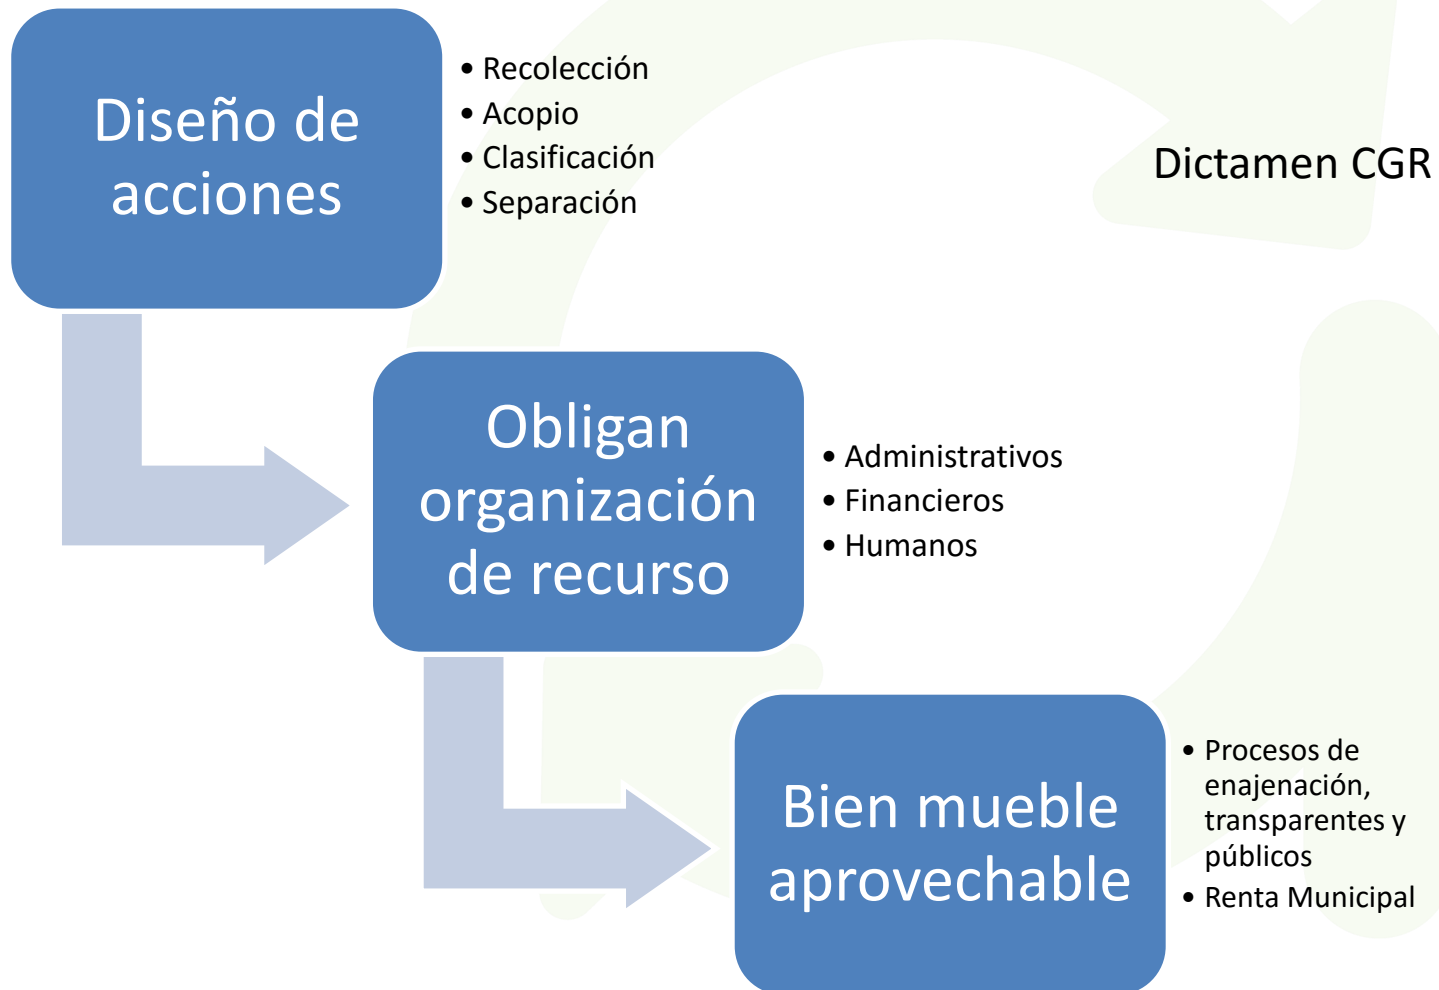 Diseño de
acciones
• Recolección
• Acopio
• Clasificación
• Separación
Dictamen CGR
Obligan
organización
de recurso
• Administrativos
• Financieros
• Humanos
Bien mueble
aprovechable
• Procesos de
enajenación,
transparentes y
públicos
• Renta Municipal